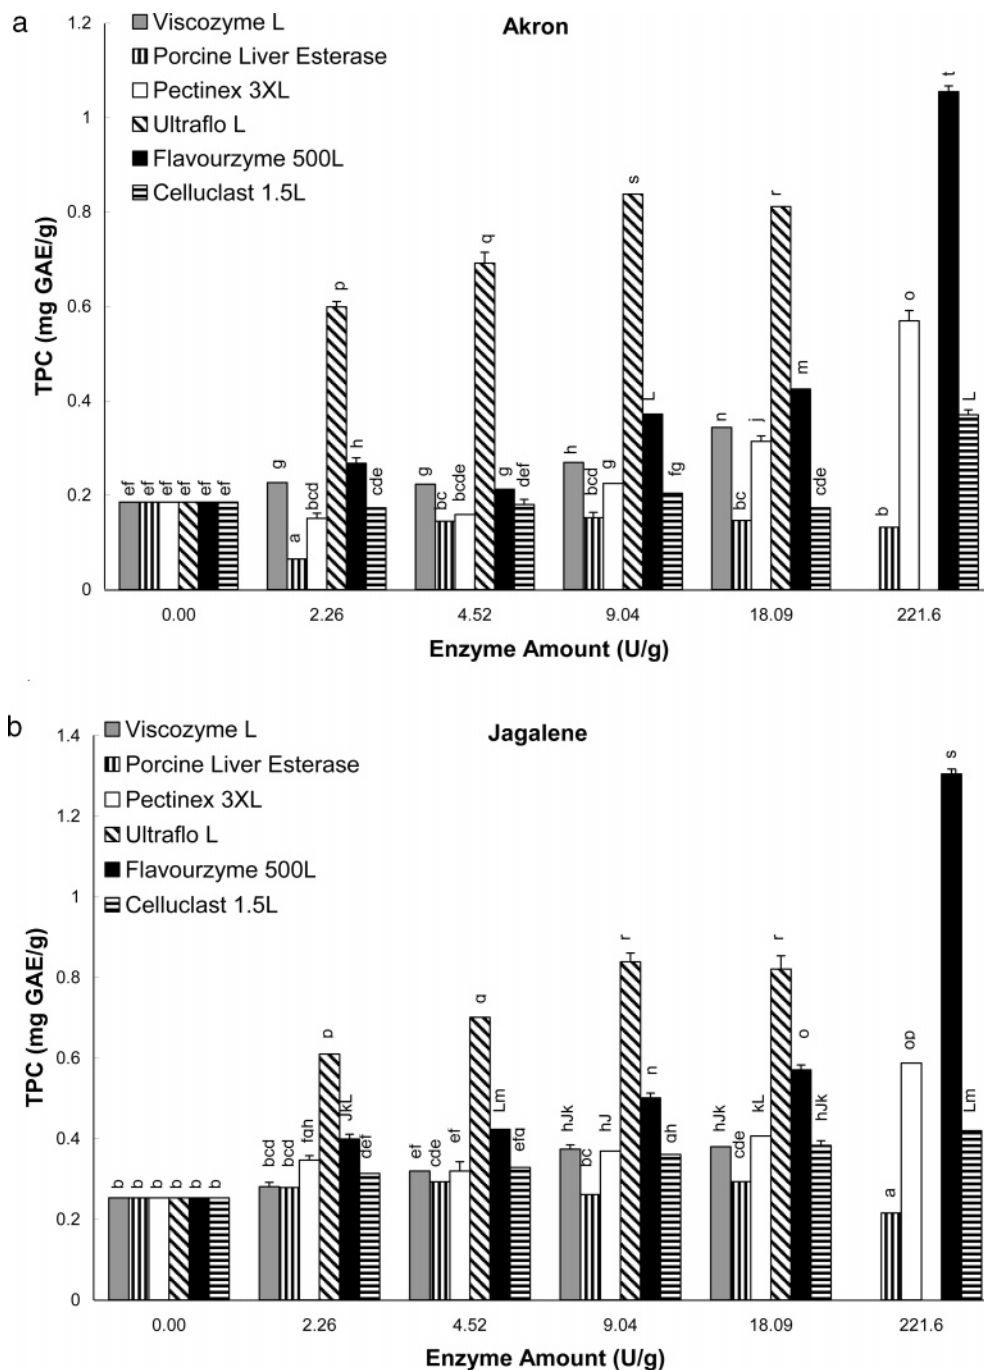 a
Akron
1.2
1
0.8
0.6
0.4
0.2
0
TPC (mg GAE/g)
Viscozyme L
Porcine Liver Esterase
Pectinex 3XL
Ultraflo L
Flavourzyme 500L
Celluclast 1.5L
ef ef ef ef ef ef
g a bcd p h cde
g bc bcde q g def
h bcd g s L fg
n bc j r m cde
b o t L
0.00 2.26 4.52 9.04 18.09 221.6
Enzyme Amount (U/g)
b
Jagalene
1.4
1.2
1
0.8
0.6
0.4
0.2
0
TPC (mg GAE/g)
Viscozyme L
Porcine Liver Esterase
Pectinex 3XL
Ultraflo L
Flavourzyme 500L
Celluclast 1.5L
b b b b b b
bcd bcd fgh p JkL def
ef cde ef q Lm efg
hJk bc hJ r n gh
hJk cde kL r o hJk
a op s Lm
0.00 2.26 4.52 9.04 18.09 221.6
Enzyme Amount (U/g)